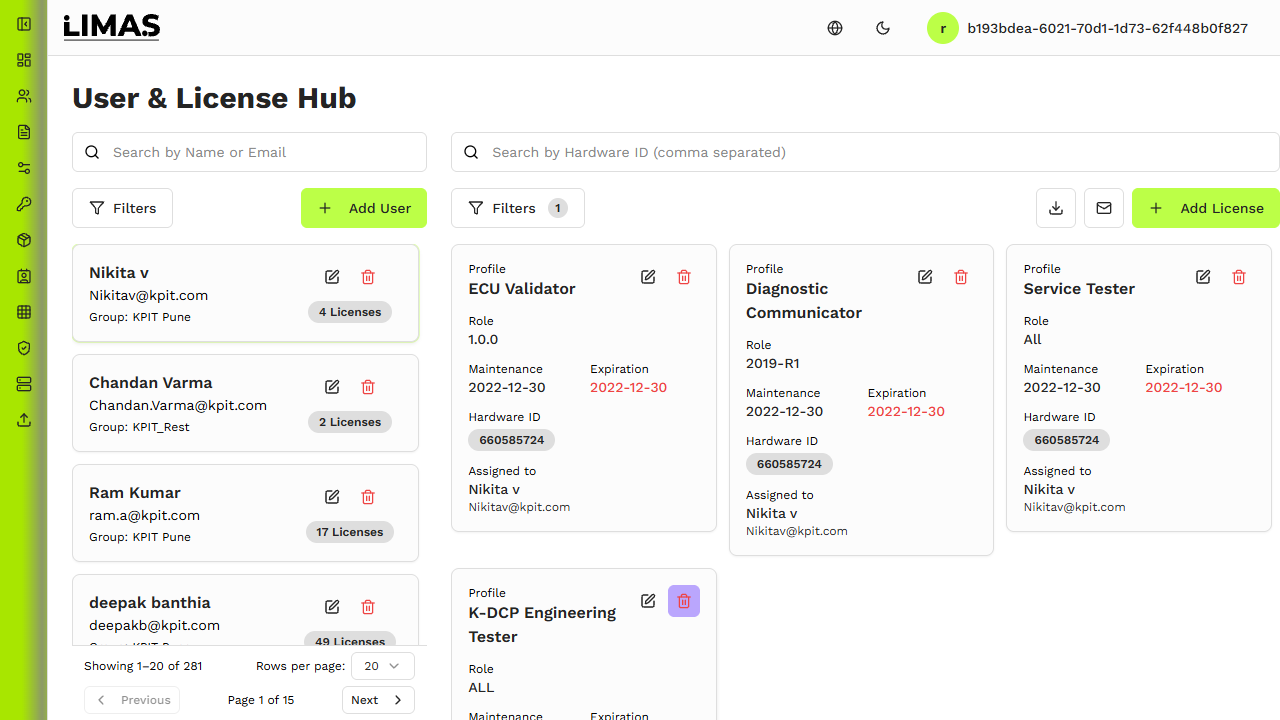 LIMAS
r
b193bdea-6021-70d1-1d73-62f448b0f827
User & License Hub
Search by Name or Email
Search by Hardware ID (comma separated)
Filters
Add User
Filters
1
Add License
Nikita v
Nikitav@kpit.com
Group: KPIT Pune
4 Licenses
Chandan Varma
Chandan.Varma@kpit.com
Group: KPIT_Rest
2 Licenses
Ram Kumar
ram.a@kpit.com
Group: KPIT Pune
17 Licenses
deepak banthia
deepakb@kpit.com
49 Licenses
Showing 1–20 of 281
Rows per page:
20
Previous
Page 1 of 15
Next
Profile
ECU Validator
Role
1.0.0
Maintenance Expiration
2022-12-30 2022-12-30
Hardware ID
660585724
Assigned to
Nikita v
Nikitav@kpit.com
Profile
Diagnostic
Communicator
Role
2019-R1
Maintenance Expiration
2022-12-30 2022-12-30
Hardware ID
660585724
Assigned to
Nikita v
Nikitav@kpit.com
Profile
Service Tester
Role
All
Maintenance Expiration
2022-12-30 2022-12-30
Hardware ID
660585724
Assigned to
Nikita v
Nikitav@kpit.com
Profile
K-DCP Engineering
Tester
Role
ALL
Maintenance Expiration